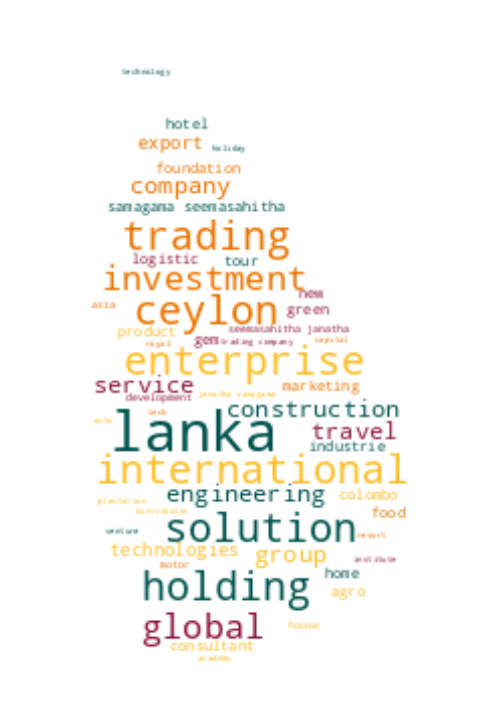 technology
hotel
export holiday
foundation
company
samagama seemasahitha
trading
logistic tour
investment
new
asia ceylon green
product seemasahitha janatha
royal gem trading company capital
enterprise
service marketing
development janatha samagama
tech construction
auto lanka travel
industrie
international
engineering colombo
plantation
distributor food
venture solution resort
technologies group institute
motor home
holding agro
global house
consultant
academy